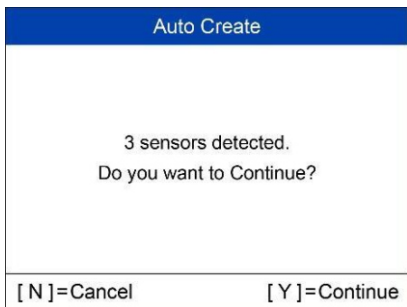 Auto Create
3 sensors detected.
Do you want to Continue?
[ N ]=Cancel [ Y ]=Continue